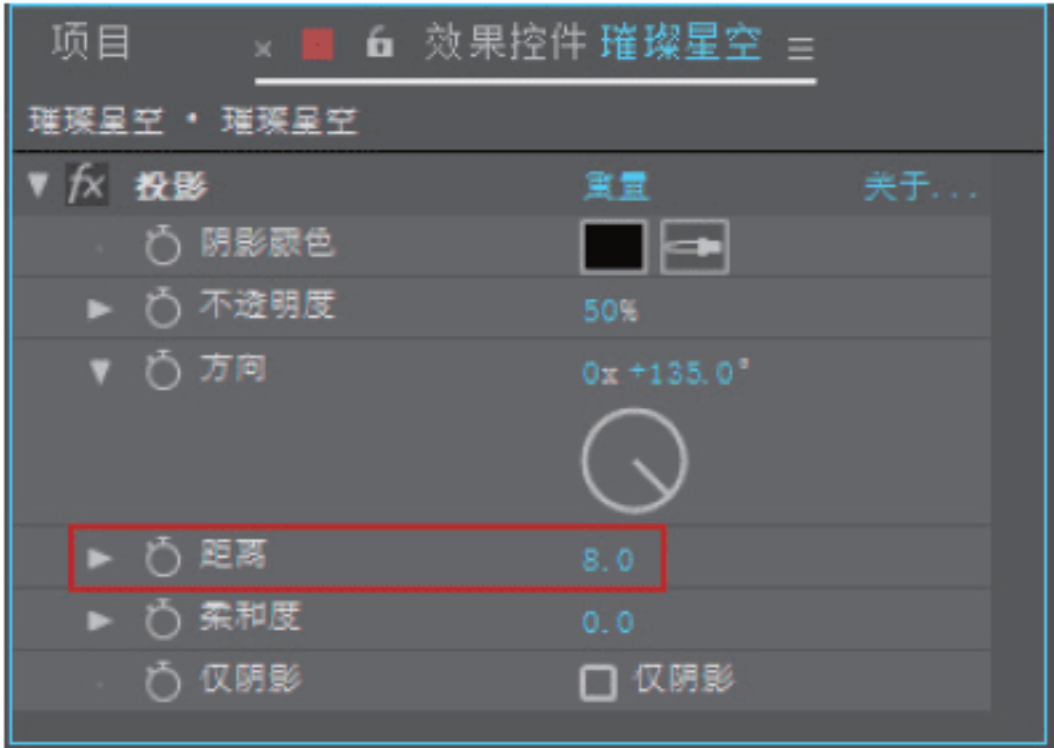 项目 效果控件 璀璨星空
璀璨星空 · 璀璨星空
fx 投影 重置 关于...
阴影颜色
不透明度 50%
方向 0x +135.0°
距离 8.0
柔和度 0.0
仅阴影 仅阴影